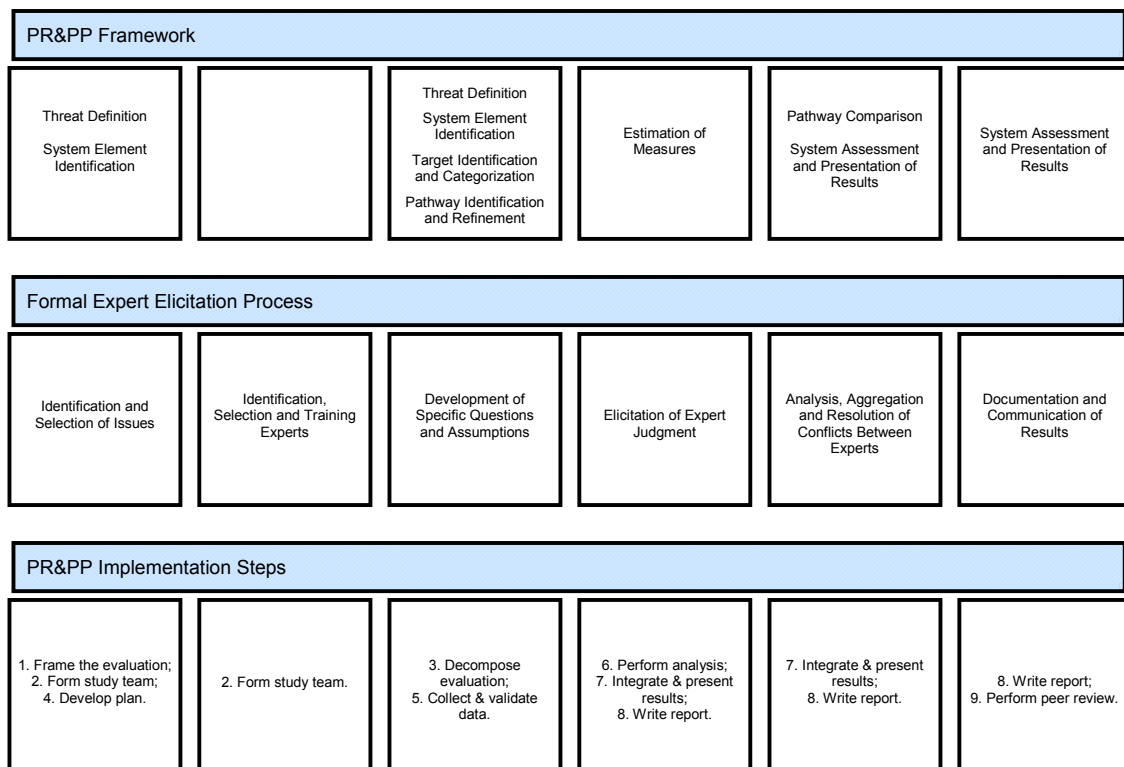 PR&PP Framework
Threat Definition
System Element
Identification
Threat Definition
System Element
Identification
Target Identification
and Categorization
Pathway Identification
and Refinement
Estimation of
Measures
Pathway Comparison
System Assessment
and Presentation of
Results
System Assessment
and Presentation of
Results
Formal Expert Elicitation Process
Identification and
Selection of Issues
Identification,
Selection and Training
Experts
Development of
Specific Questions
and Assumptions
Elicitation of Expert
Judgment
Analysis, Aggregation
and Resolution of
Conflicts Between
Experts
Documentation and
Communication of
Results
PR&PP Implementation Steps
1. Frame the evaluation;
2. Form study team;
4. Develop plan.
2. Form study team.
3. Decompose
evaluation;
5. Collect & validate
data.
6. Perform analysis;
7. Integrate & present
results;
8. Write report.
7. Integrate & present
results;
8. Write report.
8. Write report;
9. Perform peer review.